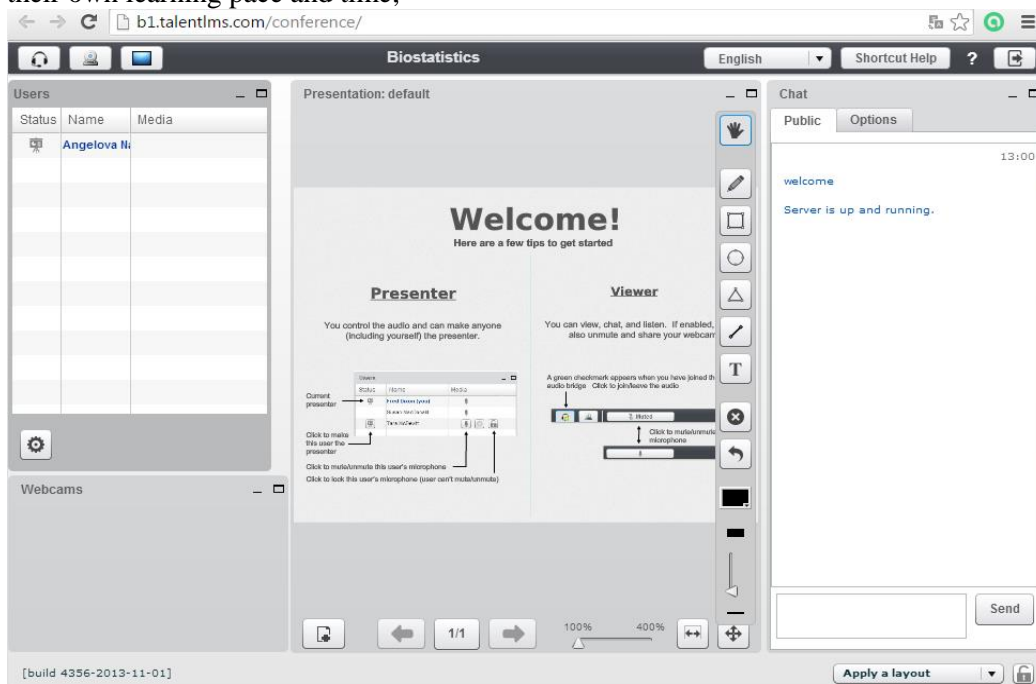 their own learning pace and time;
b1.talentlms.com/conference/
Biostatistics
English
Shortcut Help
?
Users
Status Name Media
Angelova Na
Webcams
Presentation: default
Welcome!
Here are a few tips to get started
Presenter
You control the audio and can make anyone
(including yourself) the presenter.
Users
Status Name Media
Current
presenter
Click to make
this user the
presenter
Click to mute/unmute this user's microphone
Click to lock this user's microphone (user can't mute/unmute)
Viewer
You can view, chat, and listen. If enabled,
also unmute and share your webcam
A green checkmark appears when you have joined th
audio bridge Click to join/leave the audio
Muted
Click to mute/unmute
microphone
T
1/1
100% 400%
Chat
Public Options
13:00
welcome
Server is up and running.
Send
[build 4356-2013-11-01]
Apply a layout